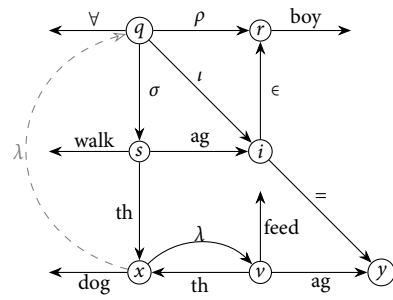 ∀ ρ boy
q r
σ ι ϵ
λ walk s ag i
th = feed
λ
x v y
dog th ag